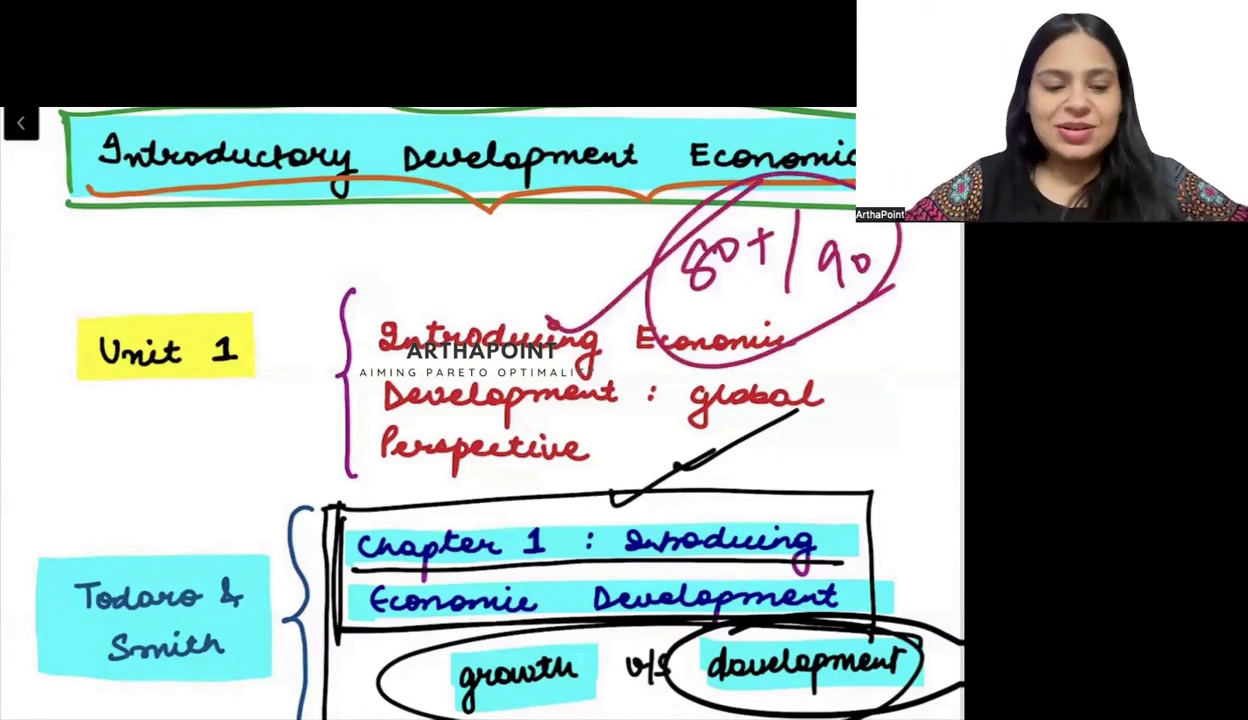 Introductory Development Economic
ArthaPoint
80+/90
Unit 1
Introducing Economic
ARTHAPOINT
AIMING PARETO OPTIMALI
Development : global
Perspective
Chapter 1 : Introducing
Economic Development
Todaro &
Smith
growth v/s development